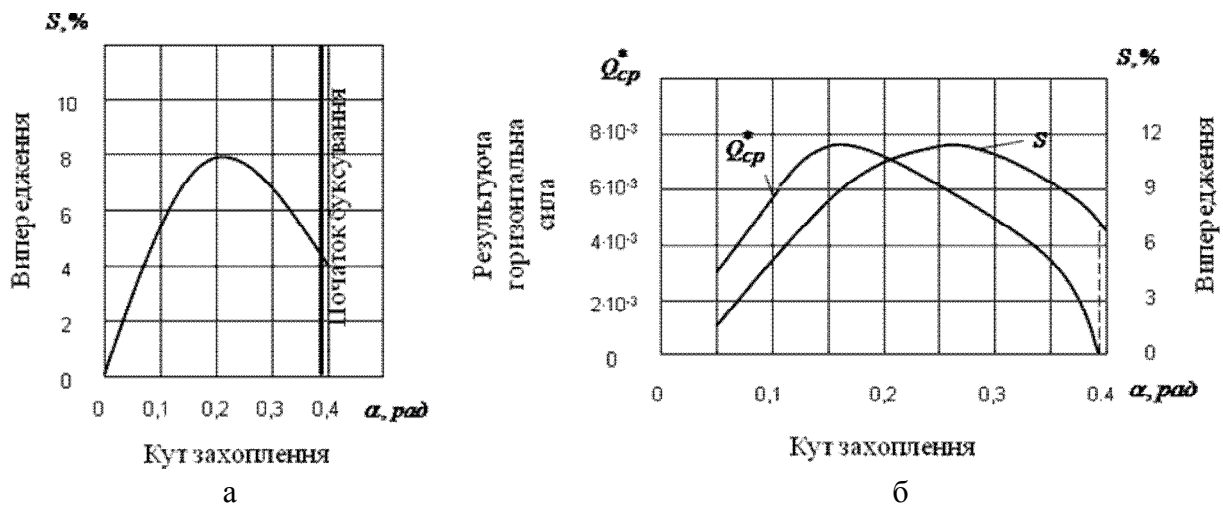 S, %
Випередження
10
8
6
4
2
0
Початок буксування
0 0,1 0,2 0,3 0,4 α, рад
Кут захоплення
а
Q*ср
Результуюча
горизонтальна
сила
8·10⁻³
6·10⁻³
4·10⁻³
2·10⁻³
0
Q*ср
S
S, %
12
9
6
3
0
Випередження
0 0,1 0,2 0,3 0,4 α, рад
Кут захоплення
б